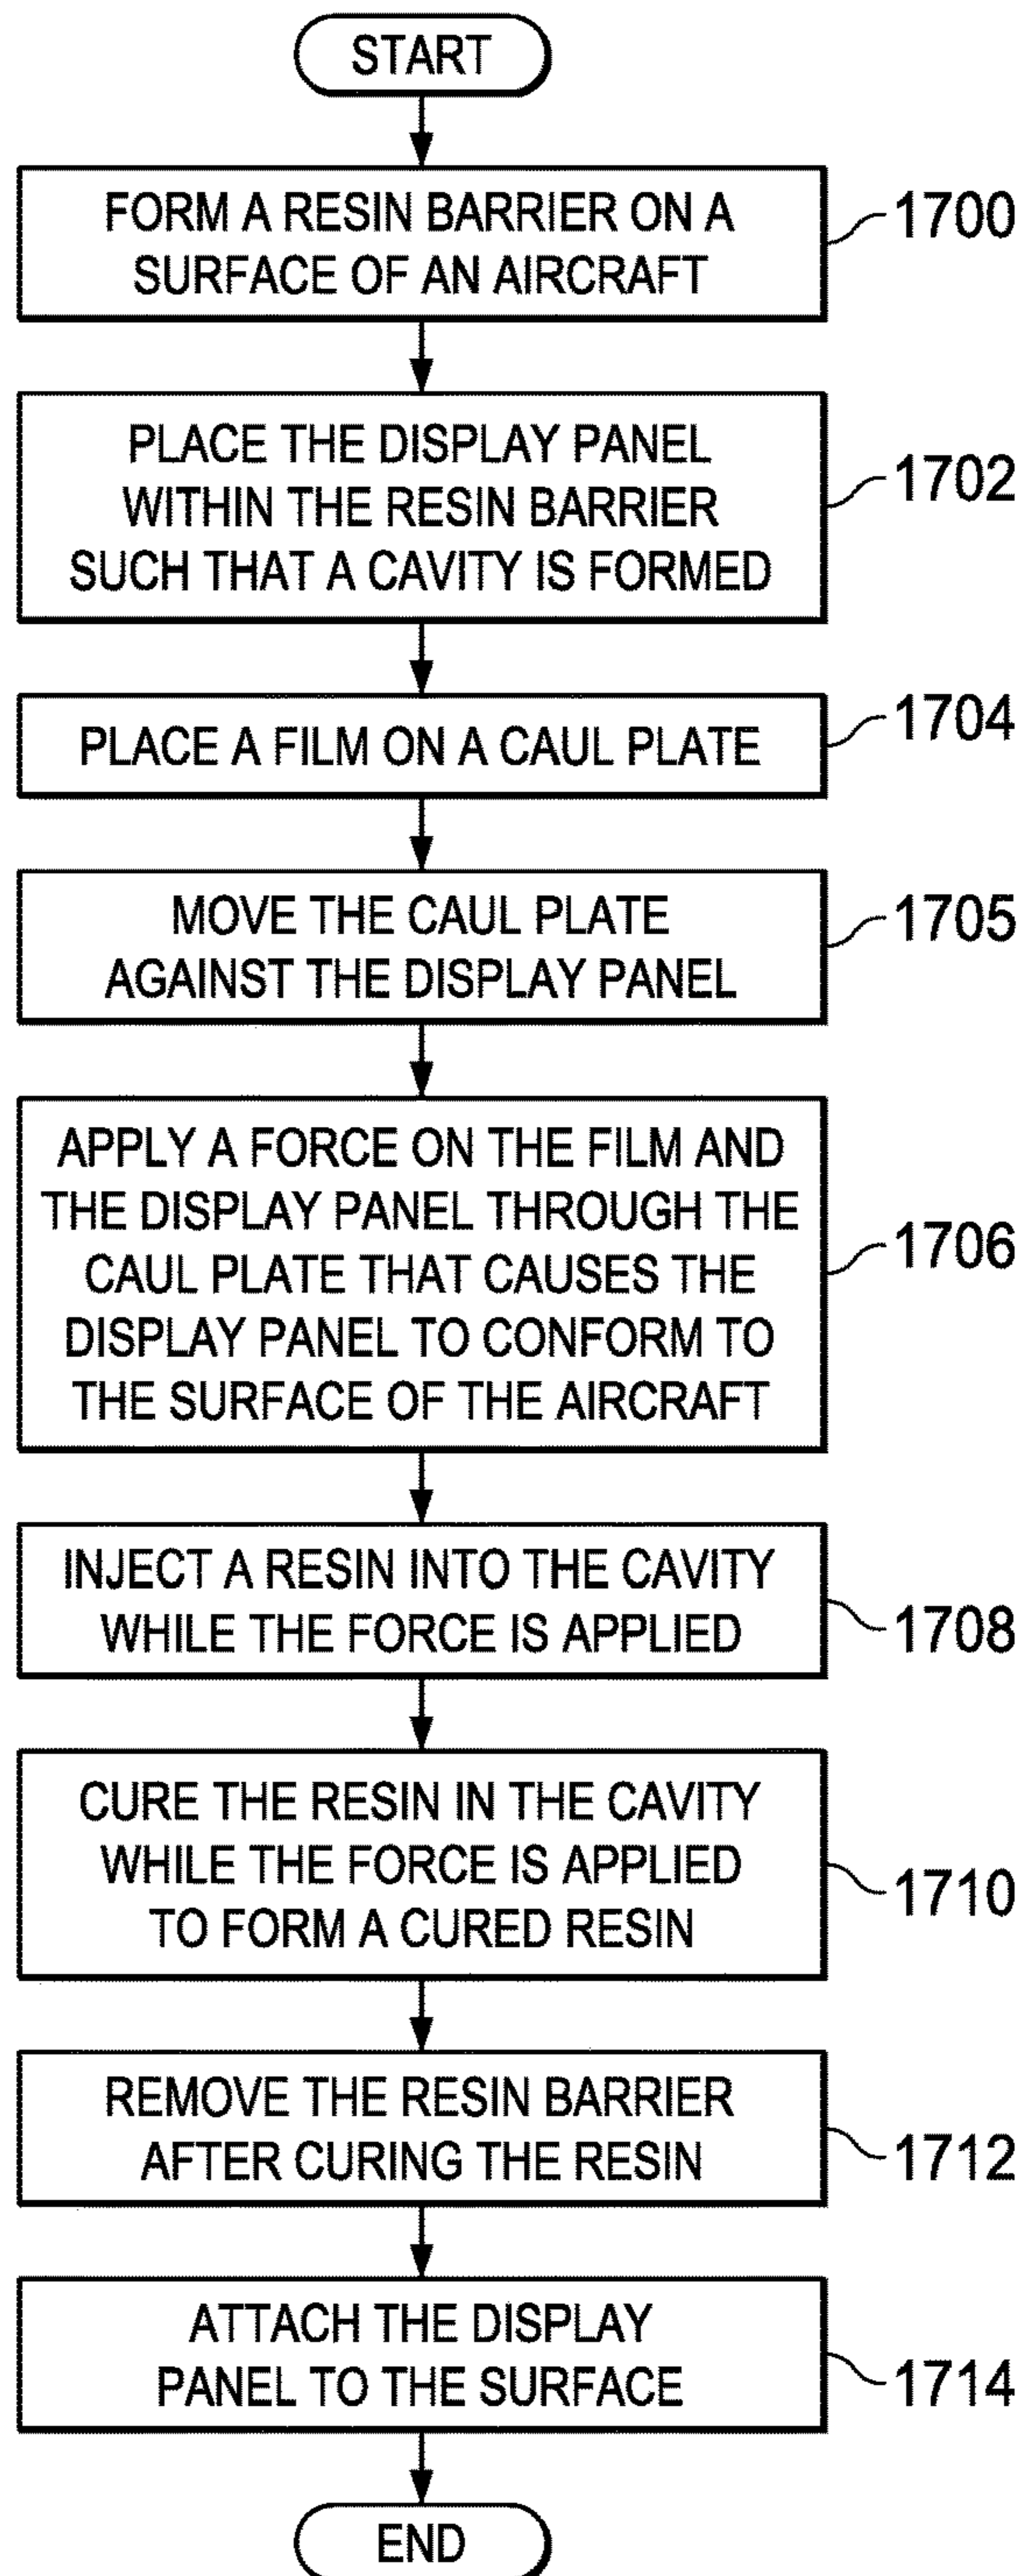 START
FORM A RESIN BARRIER ON A
SURFACE OF AN AIRCRAFT
1700
PLACE THE DISPLAY PANEL
WITHIN THE RESIN BARRIER
SUCH THAT A CAVITY IS FORMED
1702
PLACE A FILM ON A CAUL PLATE
1704
MOVE THE CAUL PLATE
AGAINST THE DISPLAY PANEL
1705
APPLY A FORCE ON THE FILM AND
THE DISPLAY PANEL THROUGH THE
CAUL PLATE THAT CAUSES THE
DISPLAY PANEL TO CONFORM TO
THE SURFACE OF THE AIRCRAFT
1706
INJECT A RESIN INTO THE CAVITY
WHILE THE FORCE IS APPLIED
1708
CURE THE RESIN IN THE CAVITY
WHILE THE FORCE IS APPLIED
TO FORM A CURED RESIN
1710
REMOVE THE RESIN BARRIER
AFTER CURING THE RESIN
1712
ATTACH THE DISPLAY
PANEL TO THE SURFACE
1714
END